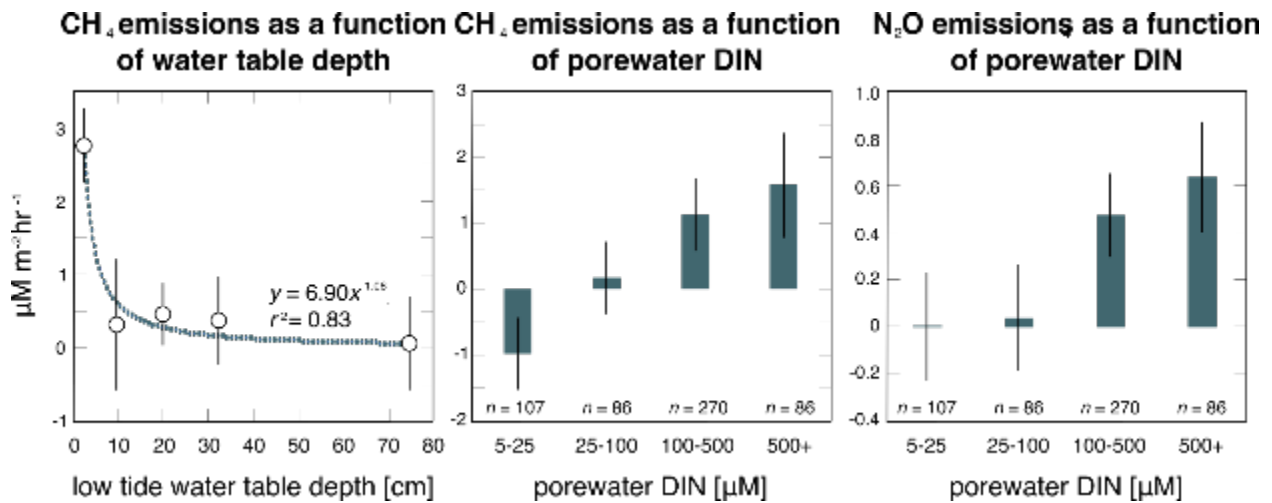 CH₄ emissions as a function
of water table depth
3
2
1
0
-1
μM m⁻² hr⁻¹
y = 6.90x
r² = 0.83
0 10 20 30 40 50 60 70 80
low tide water table depth [cm]
CH₄ emissions as a function
of porewater DIN
3
2
1
0
-1
-2
n = 107 n = 86 n = 270 n = 86
5-25 25-100 100-500 500+
porewater DIN [μM]
N₂O emissions as a function
of porewater DIN
1.0
0.8
0.6
0.4
0.2
0
-0.2
-0.4
n = 107 n = 86 n = 270 n = 86
5-25 25-100 100-500 500+
porewater DIN [μM]